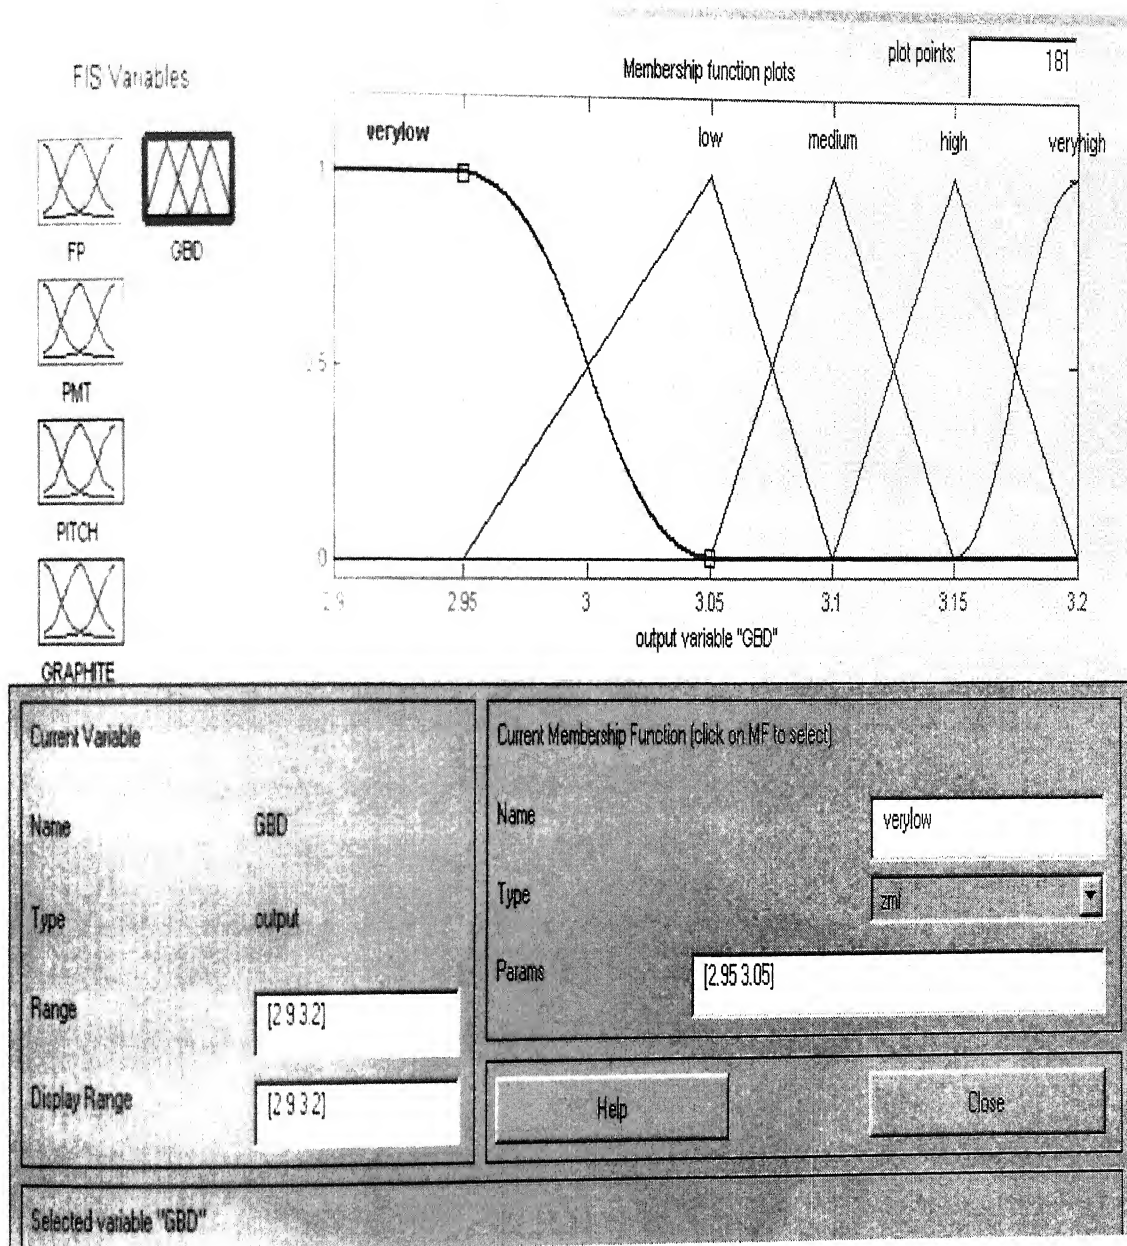 plot points: 181
FIS Variables
Membership function plots
verylow low medium high veryhigh
1
FP GBD
PMT
0.5
PITCH
0
GRAPHITE
2.9 2.95 3 3.05 3.1 3.15 3.2
output variable "GBD"
Current Variable
Name GBD
Type output
Range [2.9 3.2]
Display Range [2.9 3.2]
Current Membership Function (click on MF to select)
Name verylow
Type zmf
Params [2.95 3.05]
Help Close
Selected variable "GBD"